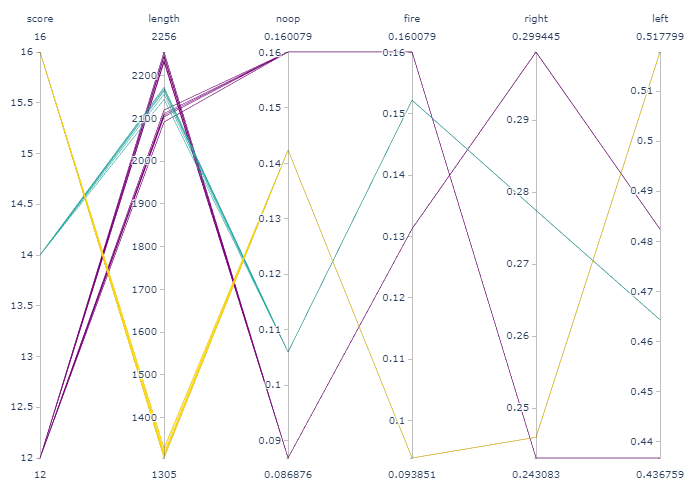 score length noop fire right left
16 2256 0.160079 0.160079 0.299445 0.517799
16 15.5 15 14.5 14 13.5 13 12.5 12
2200 2100 2000 1900 1800 1700 1600 1500 1400
0.16 0.15 0.14 0.13 0.12 0.11 0.1 0.09
0.16 0.15 0.14 0.13 0.12 0.11 0.1
0.29 0.28 0.27 0.26 0.25
0.51 0.5 0.49 0.48 0.47 0.46 0.45 0.44
12 1305 0.086876 0.093851 0.243083 0.436759